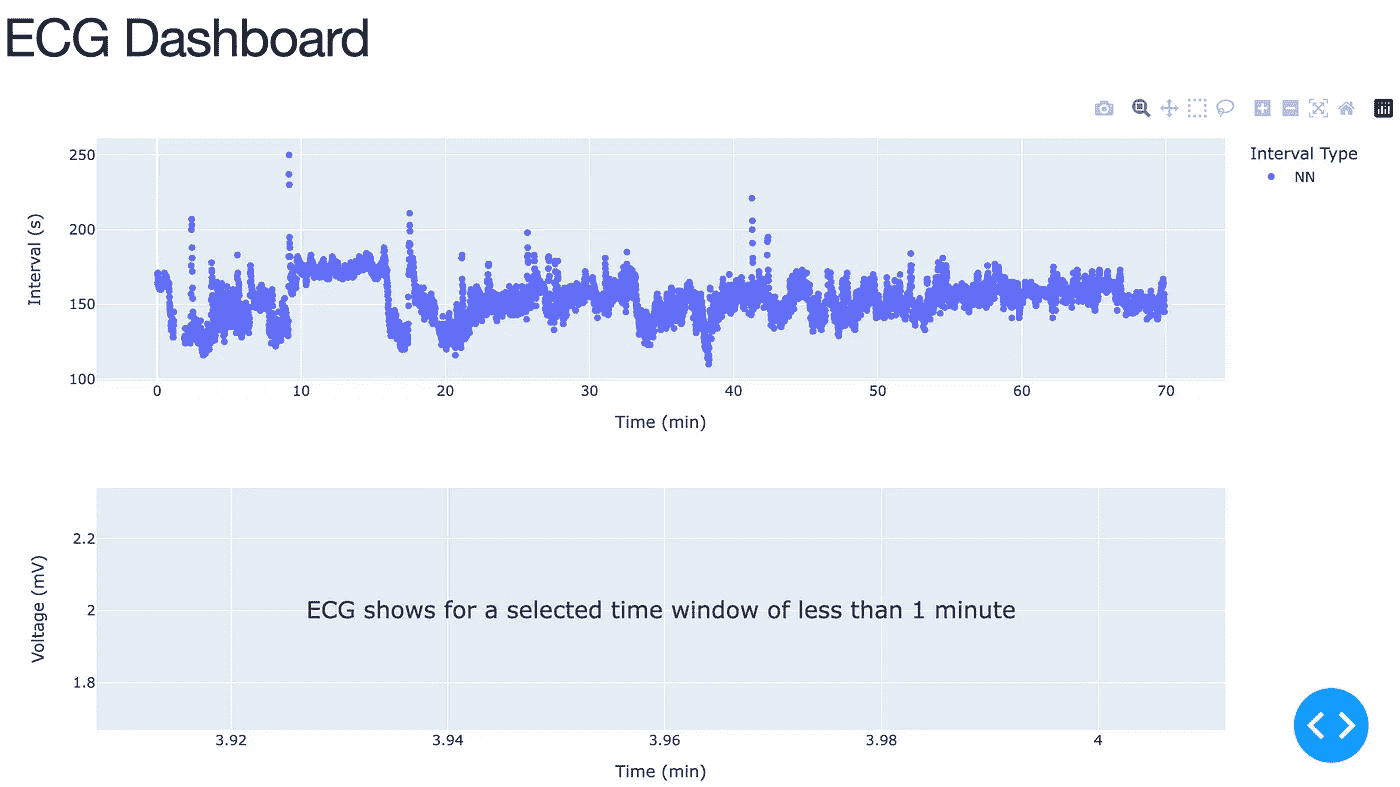 ECG Dashboard
Interval Type
NN
250
200
150
100
Interval (s)
0 10 20 30 40 50 60 70
Time (min)
2.2
2
1.8
Voltage (mV)
ECG shows for a selected time window of less than 1 minute
3.92 3.94 3.96 3.98 4
Time (min)